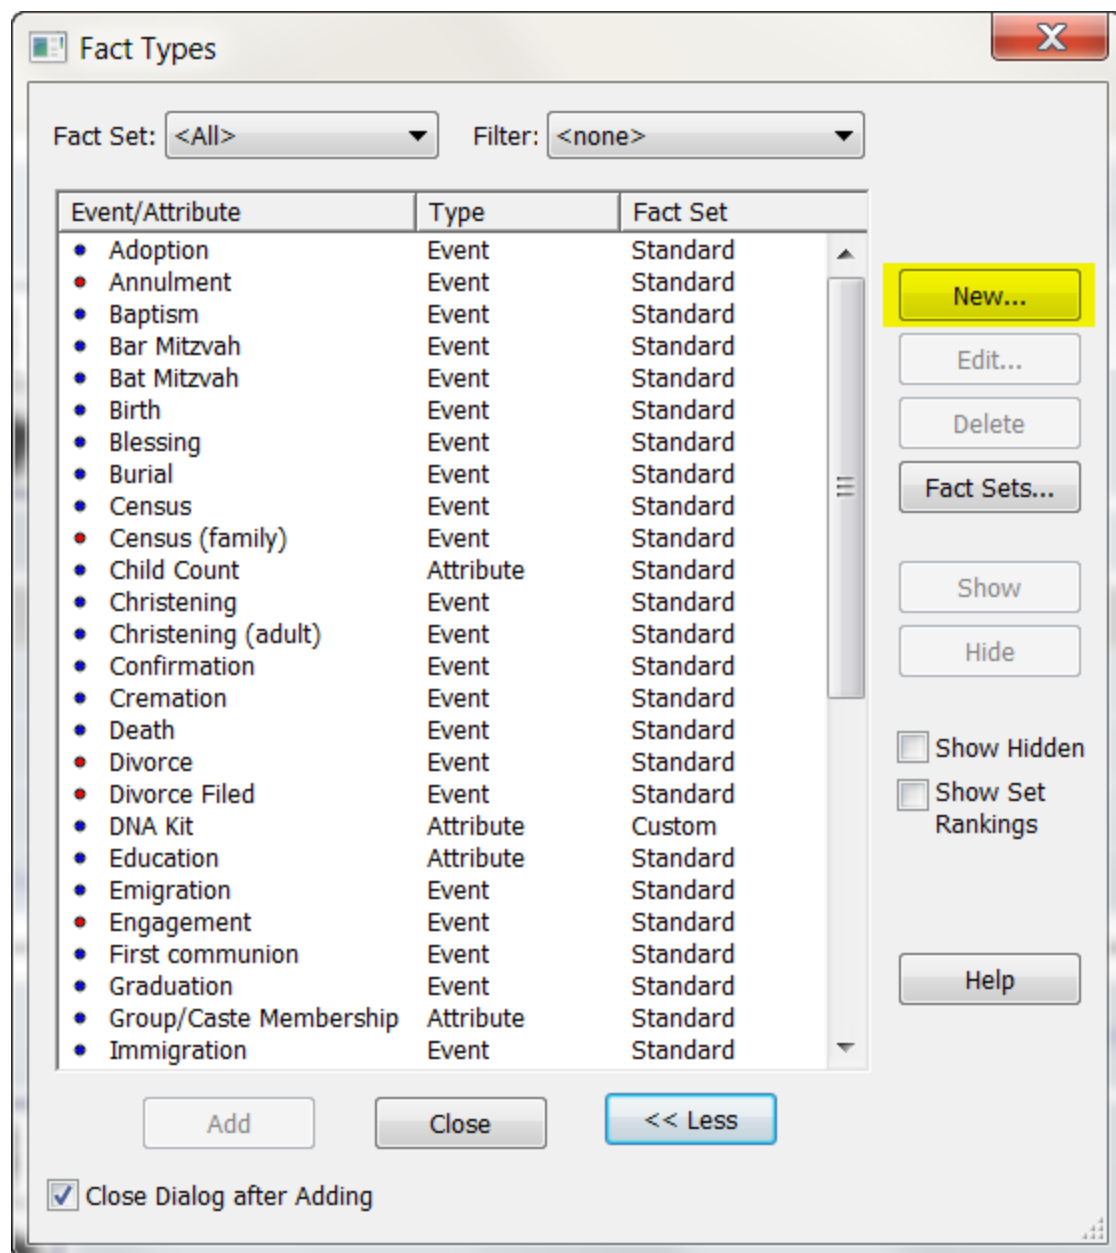 Fact Types
Fact Set: <All> Filter: <none>
Event/Attribute Type Fact Set
Adoption Event Standard
Annulment Event Standard
Baptism Event Standard
Bar Mitzvah Event Standard
Bat Mitzvah Event Standard
Birth Event Standard
Blessing Event Standard
Burial Event Standard
Census Event Standard
Census (family) Event Standard
Child Count Attribute Standard
Christening Event Standard
Christening (adult) Event Standard
Confirmation Event Standard
Cremation Event Standard
Death Event Standard
Divorce Event Standard
Divorce Filed Event Standard
DNA Kit Attribute Custom
Education Attribute Standard
Emigration Event Standard
Engagement Event Standard
First communion Event Standard
Graduation Event Standard
Group/Caste Membership Attribute Standard
Immigration Event Standard
New...
Edit...
Delete
Fact Sets...
Show
Hide
Show Hidden
Show Set
Rankings
Help
Add Close << Less
Close Dialog after Adding